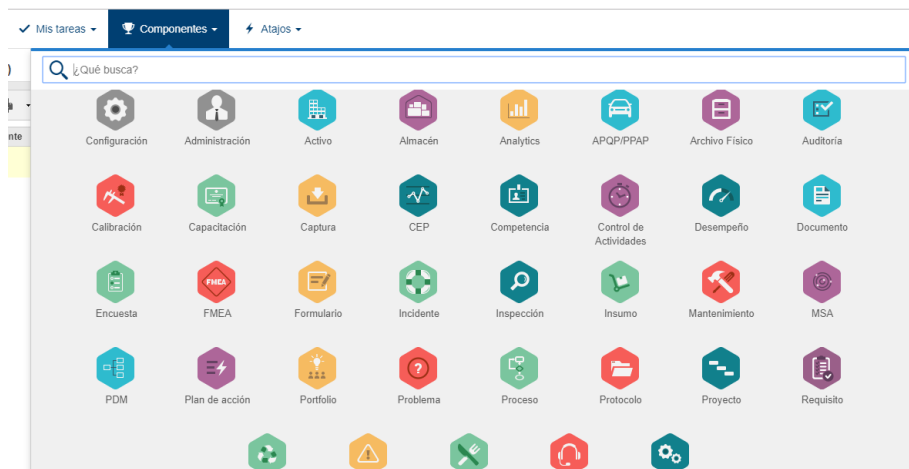 Mis tareas
Componentes
Atajos
)
¿Qué busca?
nte
Configuración
Administración
Activo
Almacén
Analytics
APQP/PPAP
Archivo Físico
Auditoría
Calibración
Capacitación
Captura
CEP
Competencia
Control de
Actividades
Desempeño
Documento
Encuesta
FMEA
FMEA
Formulario
Incidente
Inspección
Insumo
Mantenimiento
MSA
PDM
Plan de acción
Portfolio
Problema
Proceso
Protocolo
Proyecto
Requisito